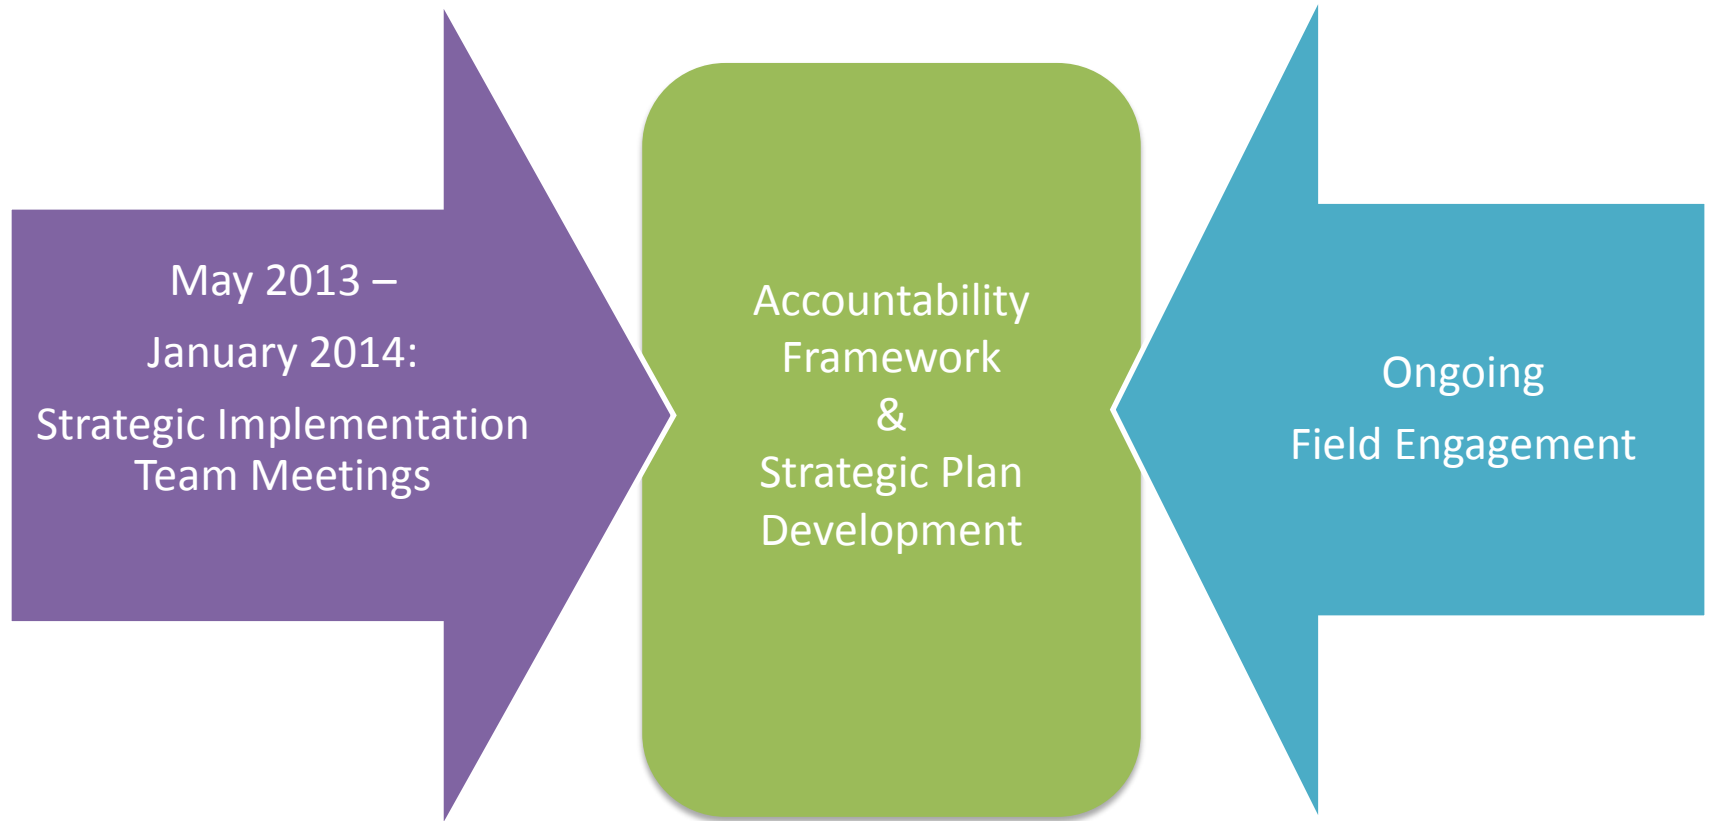 May 2013 –
January 2014:
Strategic Implementation
Team Meetings
Accountability
Framework
&
Strategic Plan
Development
Ongoing
Field Engagement